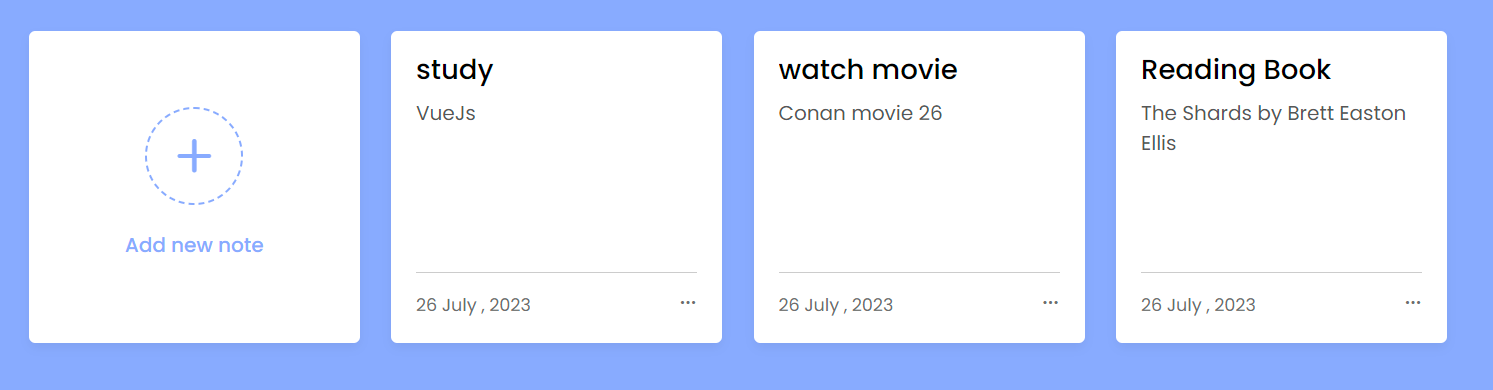 Add new note
study
VueJs
26 July , 2023
...
watch movie
Conan movie 26
26 July , 2023
...
Reading Book
The Shards by Brett Easton
Ellis
26 July , 2023
...